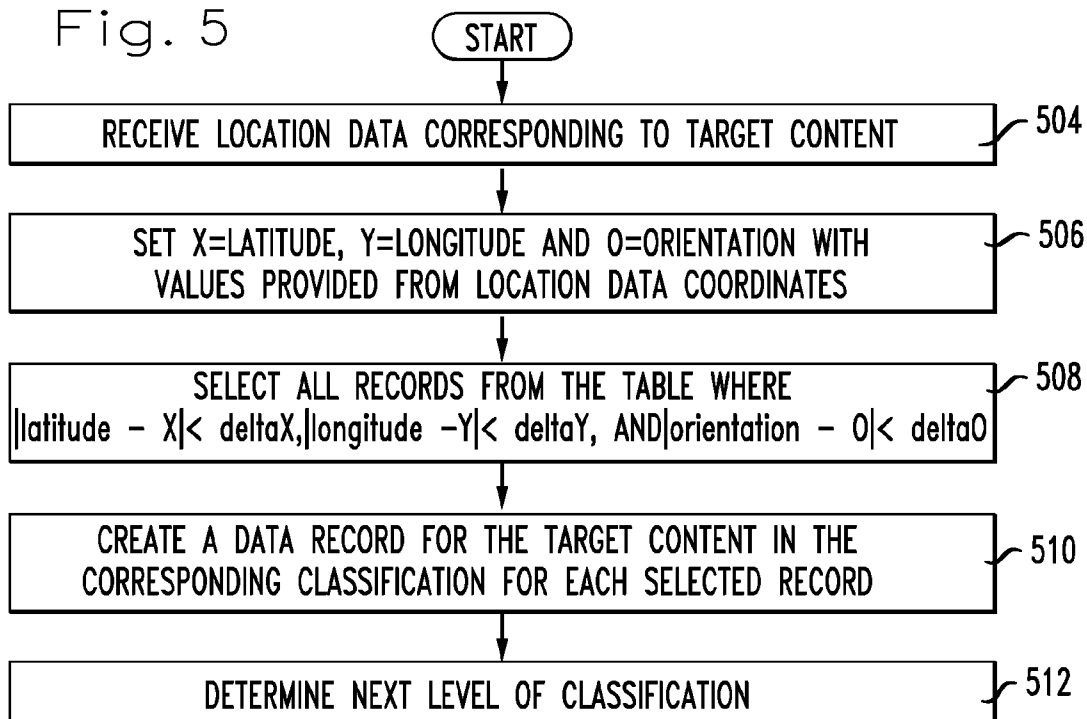 Fig. 5
START
RECEIVE LOCATION DATA CORRESPONDING TO TARGET CONTENT
504
SET X=LATITUDE, Y=LONGITUDE AND O=ORIENTATION WITH
VALUES PROVIDED FROM LOCATION DATA COORDINATES
506
SELECT ALL RECORDS FROM THE TABLE WHERE
|latitude - X|< deltaX,|longitude -Y|< deltaY, AND|orientation - O|< deltaO
508
CREATE A DATA RECORD FOR THE TARGET CONTENT IN THE
CORRESPONDING CLASSIFICATION FOR EACH SELECTED RECORD
510
DETERMINE NEXT LEVEL OF CLASSIFICATION
512